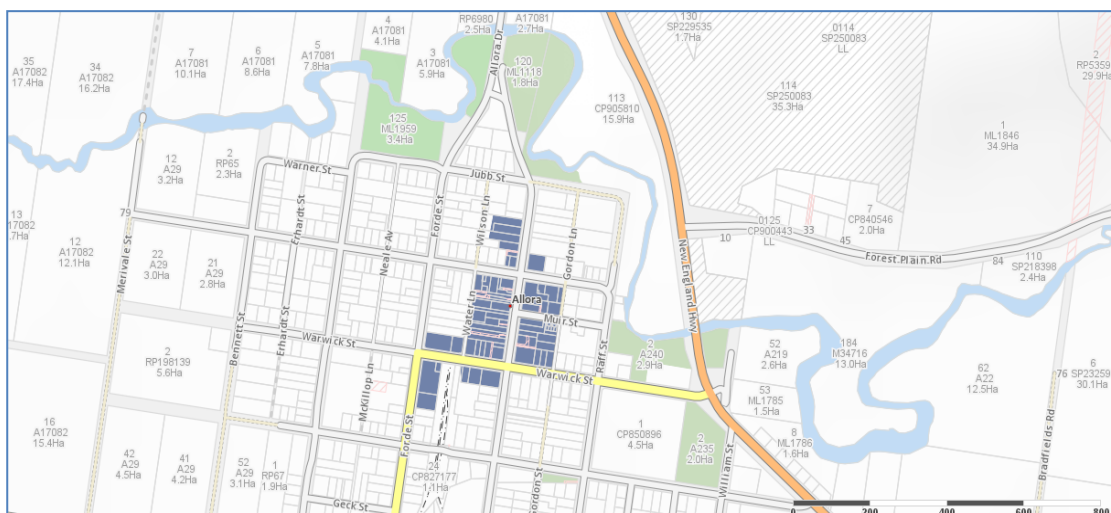 35
A17082
17.4Ha
34
A17082
16.2Ha
7
A17081
10.1Ha
6
A17081
8.6Ha
5
A17081
7.8Ha
4
A17081
4.1Ha
3
A17081
5.9Ha
RP6980
2.5Ha
A17081
2.7Ha
Allora Dr
120
ML1118
1.8Ha
130
SP229535
1.7Ha
0114
SP250083
LL
114
SP250083
35.3Ha
2
RP5359
29.9Ha
113
CP905810
15.9Ha
1
ML1846
34.9Ha
125
ML1959
3.4Ha
12
A29
3.2Ha
2
RP65
2.3Ha
Warner St
Jubb St
Erhardt St
Neale Av
Forde St
Wilson Ln
Gordon Ln
7
CP840546
2.0Ha
0125
CP900443
LL
33
45
10
Forest Plain Rd
84
110
SP218398
2.4Ha
13
.7Ha
79
12
A17082
12.1Ha
Merivale St
22
A29
3.0Ha
21
A29
2.8Ha
New England Hwy
Water Ln
Allora
Muir St
Raff St
Bennett St
Erhardt St
Warwick St
2
RP198139
5.6Ha
McKillop Ln
Warwick St
2
A240
2.9Ha
52
A219
2.6Ha
184
M34716
13.0Ha
62
A22
12.5Ha
76
6
SP23259
30.1Ha
53
ML1785
1.5Ha
16
A17082
15.4Ha
42
A29
4.5Ha
41
A29
4.2Ha
52
A29
3.1Ha
1
RP67
1.9Ha
Forde St
24
CP827177
1.1Ha
1
CP850896
4.5Ha
2
A235
2.0Ha
8
ML1786
1.6Ha
William St
Bradfields Rd
Geck St
Gordon St
0
200
400
600
800